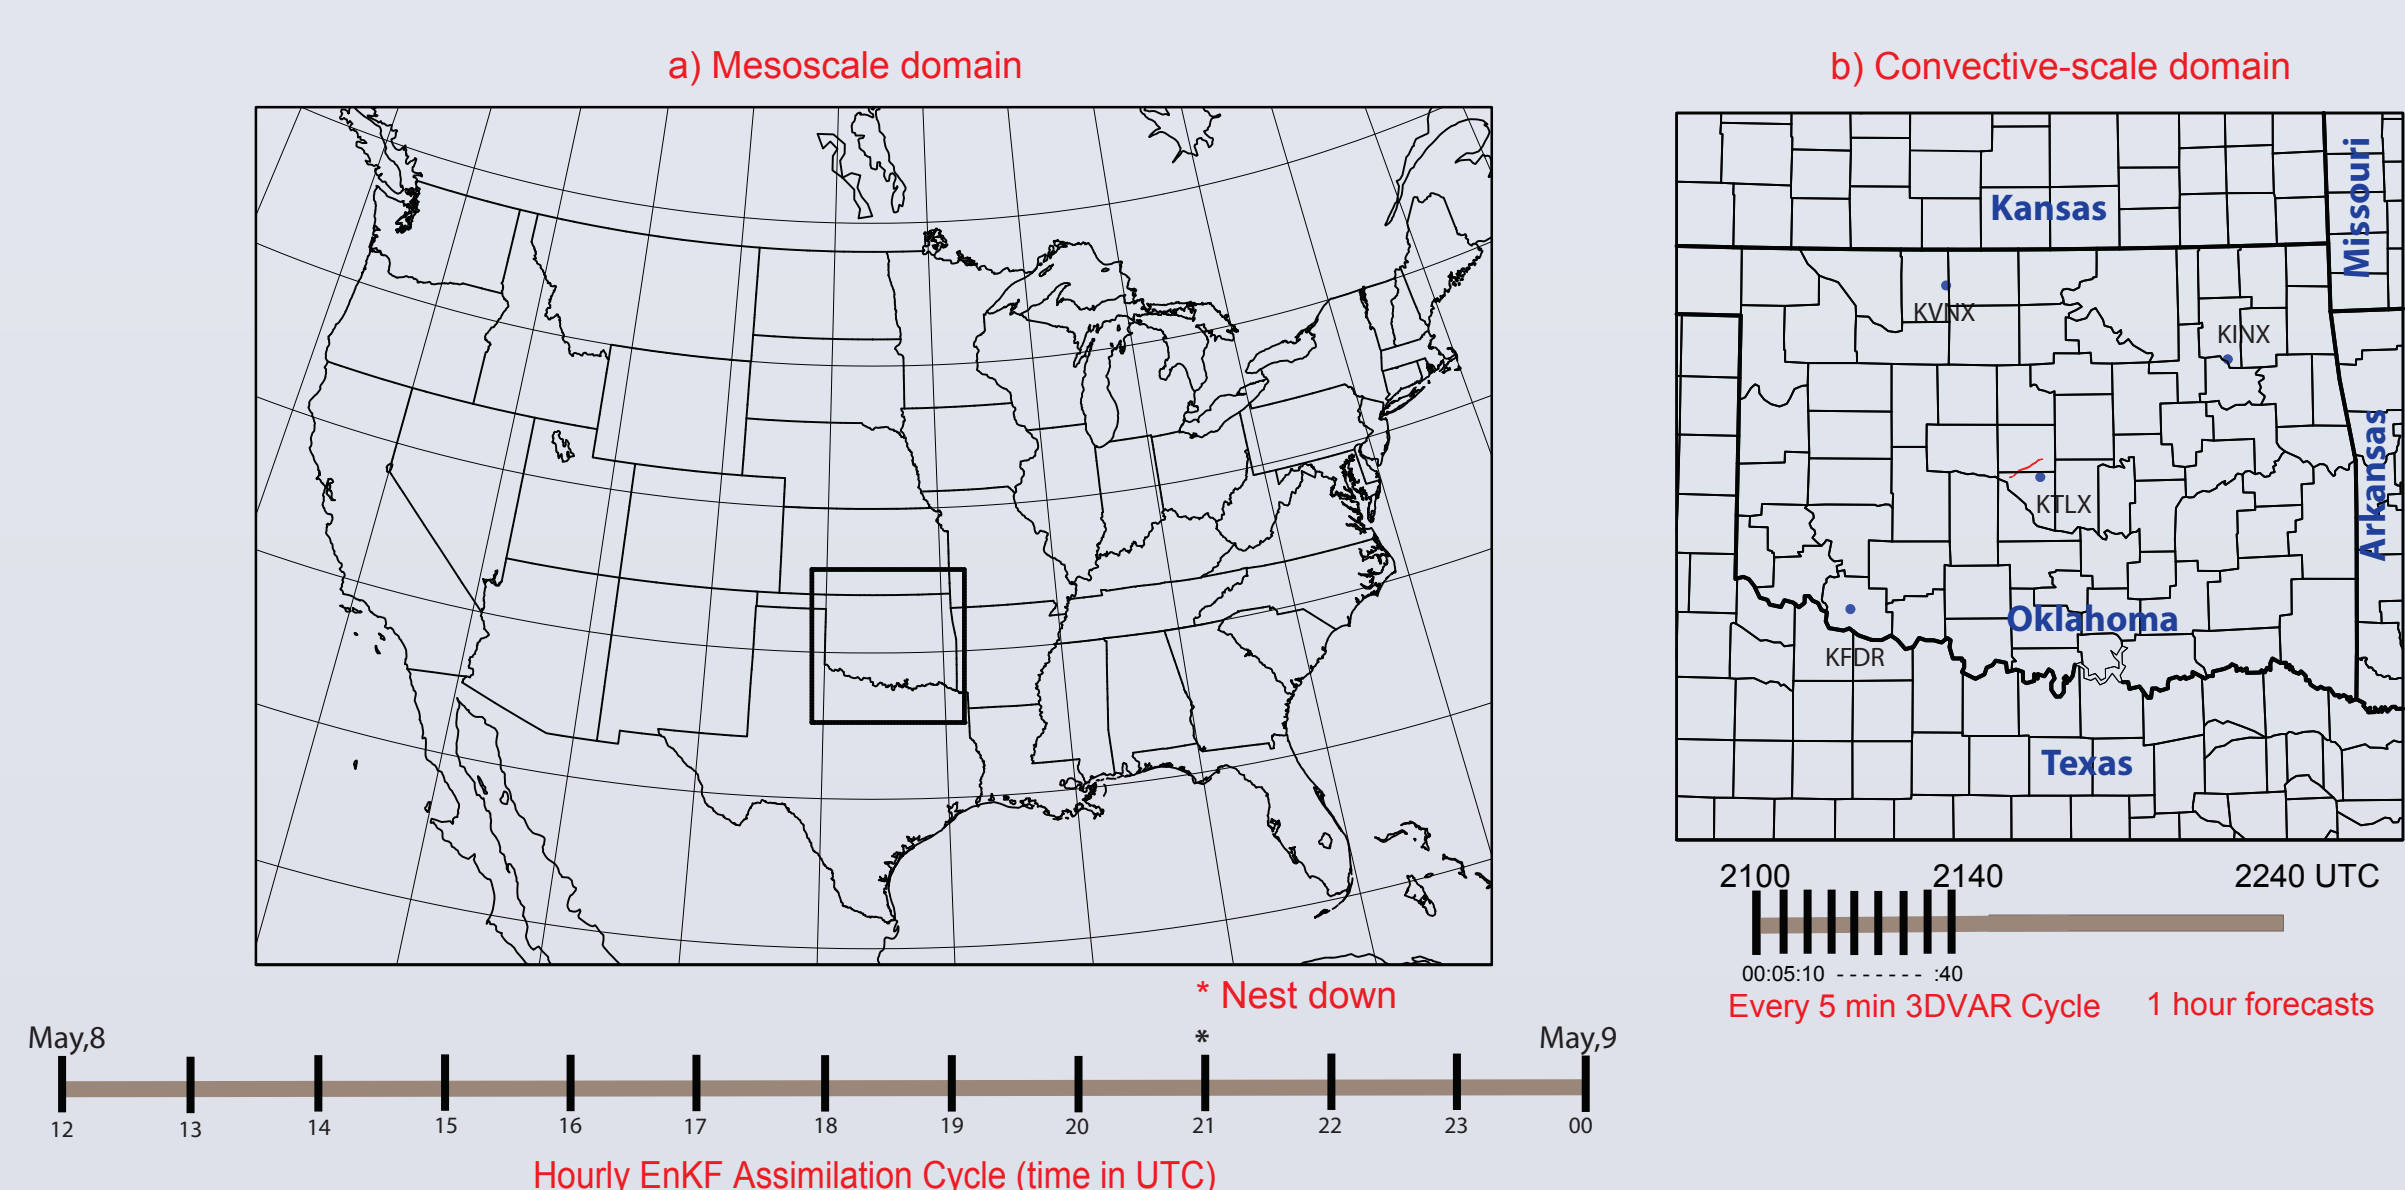 a) Mesoscale domain
b) Convective-scale domain
Kansas
Missouri
KVNX
KINX
Arkansas
KTLX
Oklahoma
KFDR
Texas
2100 2140 2240 UTC
00:05:10 - - - - - - - :40
Every 5 min 3DVAR Cycle 1 hour forecasts
* Nest down
May,8 * May,9
12 13 14 15 16 17 18 19 20 21 22 23 00
Hourly EnKF Assimilation Cycle (time in UTC)